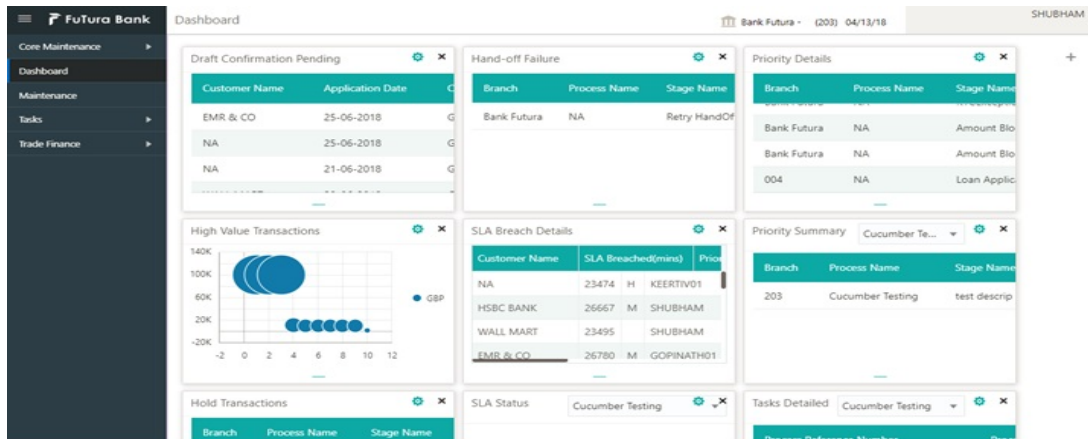 FuTura Bank
Dashboard
Bank Futura - (203) 04/13/18
SHUBHAM
Core Maintenance
Dashboard
Maintenance
Tasks
Trade Finance
Draft Confirmation Pending
Customer Name Application Date C
EMR & CO 25-06-2018 G
NA 25-06-2018 G
NA 21-06-2018 G
Hand-off Failure
Branch Process Name Stage Name
Bank Futura NA Retry HandOf
Priority Details
Branch Process Name Stage Name
Bank Futura NA Amount Blo
Bank Futura NA Amount Blo
004 NA Loan Applic
High Value Transactions
140K
100K
60K
20K
-20K
-2 0 2 4 6 8 10 12
GBP
SLA Breach Details
Customer Name SLA Breached(mins) Prior
NA 23474 H KEERTIV01
HSBC BANK 26667 M SHUBHAM
WALL MART 23495 SHUBHAM
EMR & CO 26780 M GOPINATH01
Priority Summary Cucumber Te...
Branch Process Name Stage Name
203 Cucumber Testing test descrip
Hold Transactions
Branch Process Name Stage Name
SLA Status Cucumber Testing
Tasks Detailed Cucumber Testing